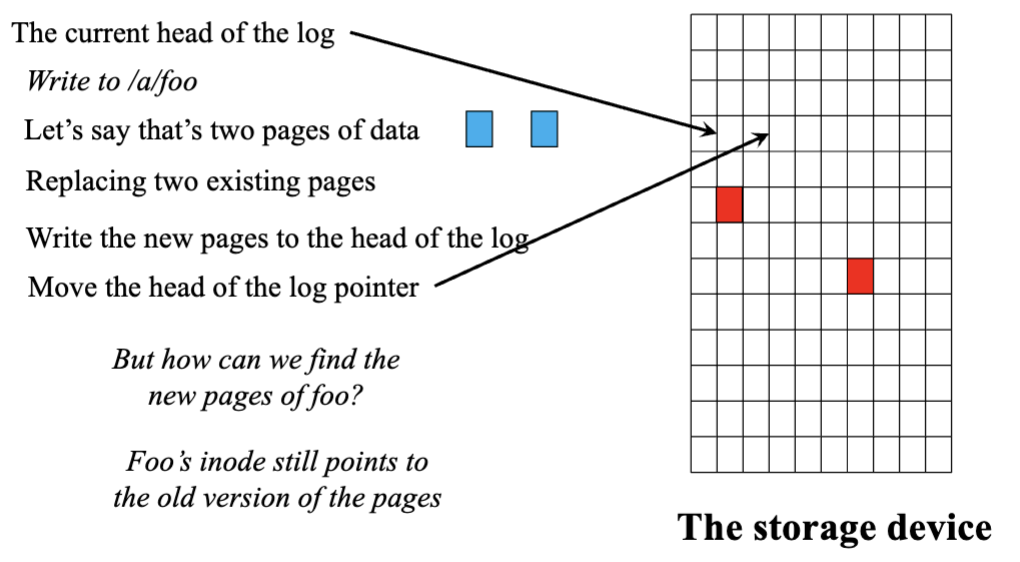 The current head of the log
Write to /a/foo
Let's say that's two pages of data
Replacing two existing pages
Write the new pages to the head of the log
Move the head of the log pointer
But how can we find the
new pages of foo?
Foo's inode still points to
the old version of the pages
The storage device